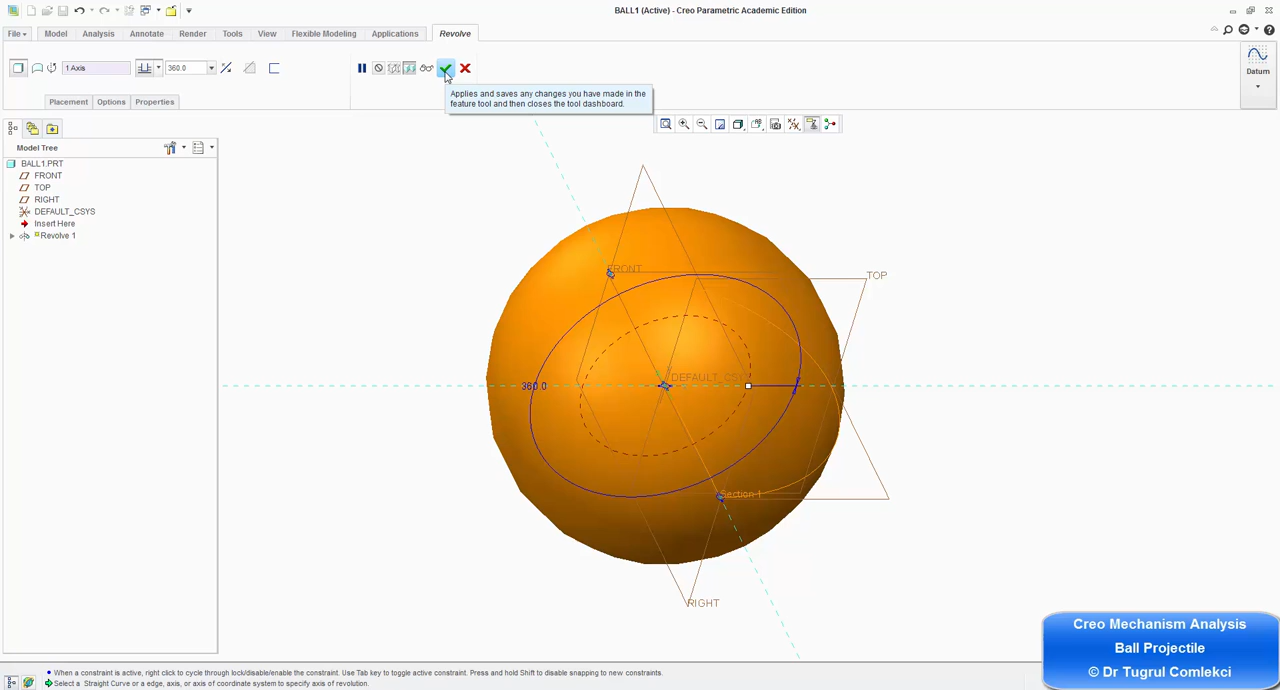 BALL1 (Active) - Creo Parametric Academic Edition
File
Model
Analysis
Annotate
Render
Tools
View
Flexible Modeling
Applications
Revolve
1 Axis
360.0
Datum
Applies and saves any changes you have made in the
feature tool and then closes the tool dashboard.
Placement
Options
Properties
Model Tree
BALL1.PRT
FRONT
TOP
RIGHT
DEFAULT_CSYS
Insert Here
Revolve 1
FRONT
TOP
DEFAULT_CSYS
360.0
Section 1
RIGHT
Creo Mechanism Analysis
Ball Projectile
© Dr Tugrul Comlekci
When a constraint is active, right click to cycle through lock/disable/enable the constraint. Use Tab key to toggle active constraint. Press and hold Shift to disable snapping to new constraints.
Select a Straight Curve or a edge, axis, or axis of coordinate system to specify axis of revolution.